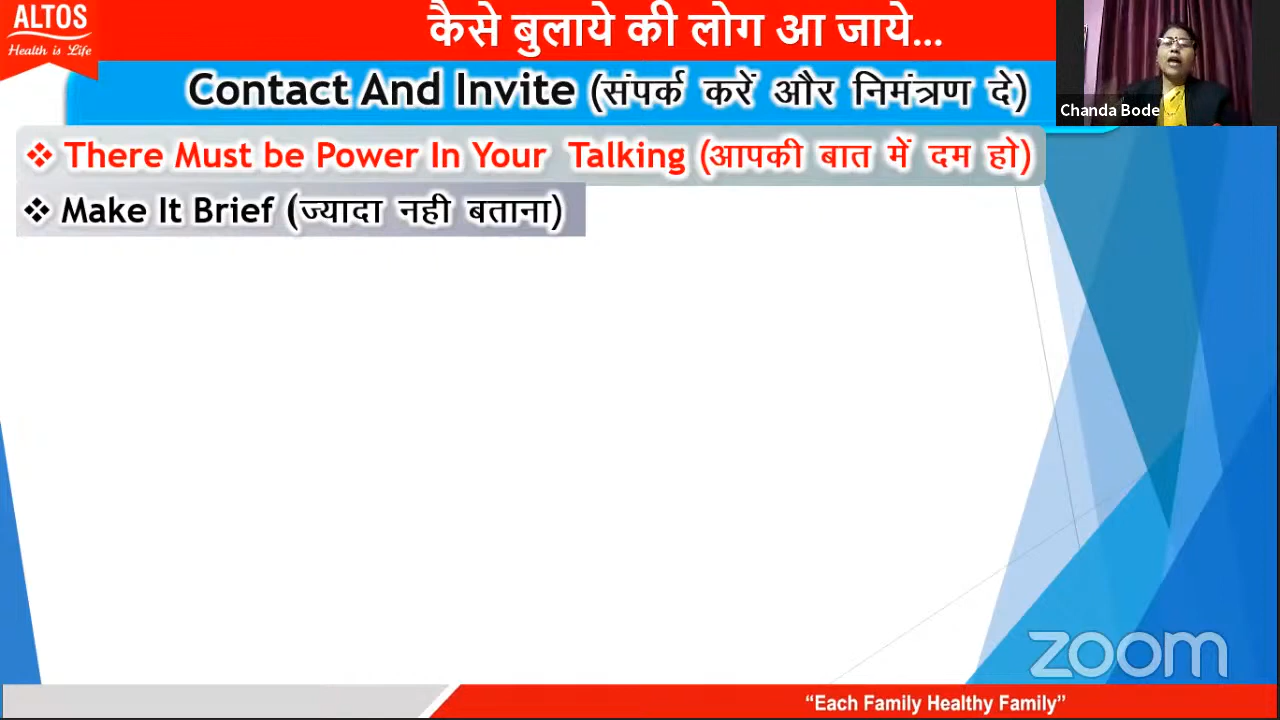 ALTOS
Health is Life
कैसे बुलाये की लोग आ जाये...
Contact And Invite (संपर्क करें और निमंत्रण दे)
Chanda Bode
❖ There Must be Power In Your Talking (आपकी बात में दम हो)
❖ Make It Brief (ज्यादा नही बताना)
zoom
“Each Family Healthy Family”